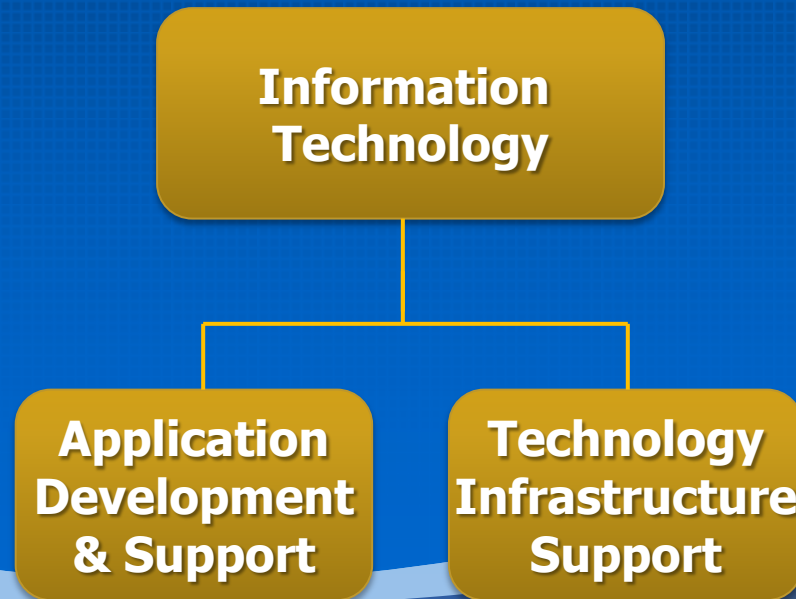 Information
Technology
Application
Development
& Support
Technology
Infrastructure
Support